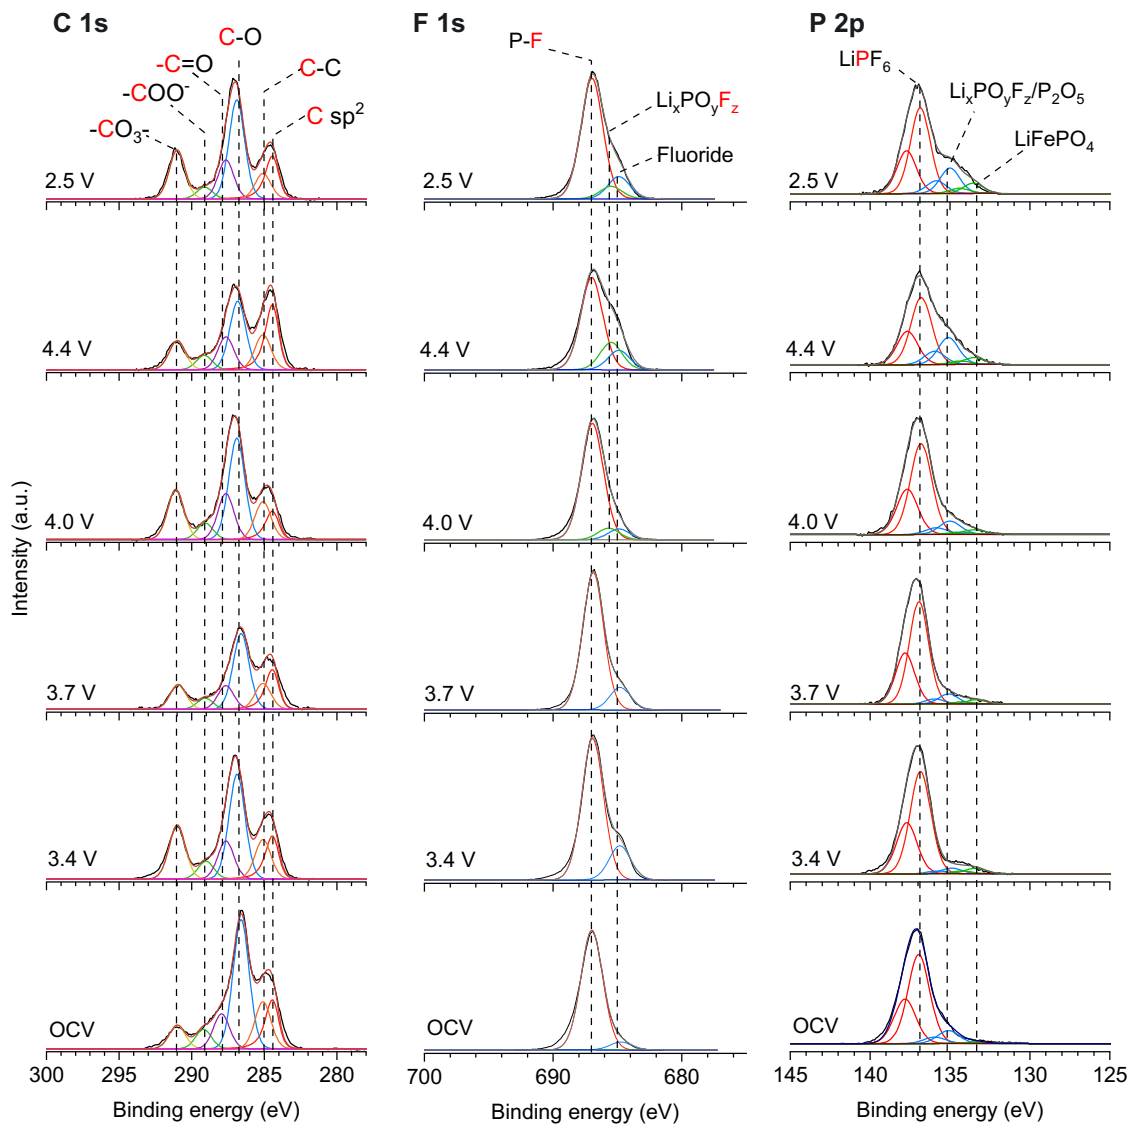 C 1s
F 1s
P 2p
C-O
-C=O
-COO⁻
-CO₃-
C-C
C sp²
2.5 V
4.4 V
4.0 V
3.7 V
3.4 V
OCV
P-F
LiₓPOᵧF_z
Fluoride
2.5 V
4.4 V
4.0 V
3.7 V
3.4 V
OCV
LiPF₆
LiₓPOᵧF_z/P₂O₅
LiFePO₄
2.5 V
4.4 V
4.0 V
3.7 V
3.4 V
OCV
Intensity (a.u.)
300 295 290 285 280
Binding energy (eV)
700 690 680
Binding energy (eV)
145 140 135 130 125
Binding energy (eV)